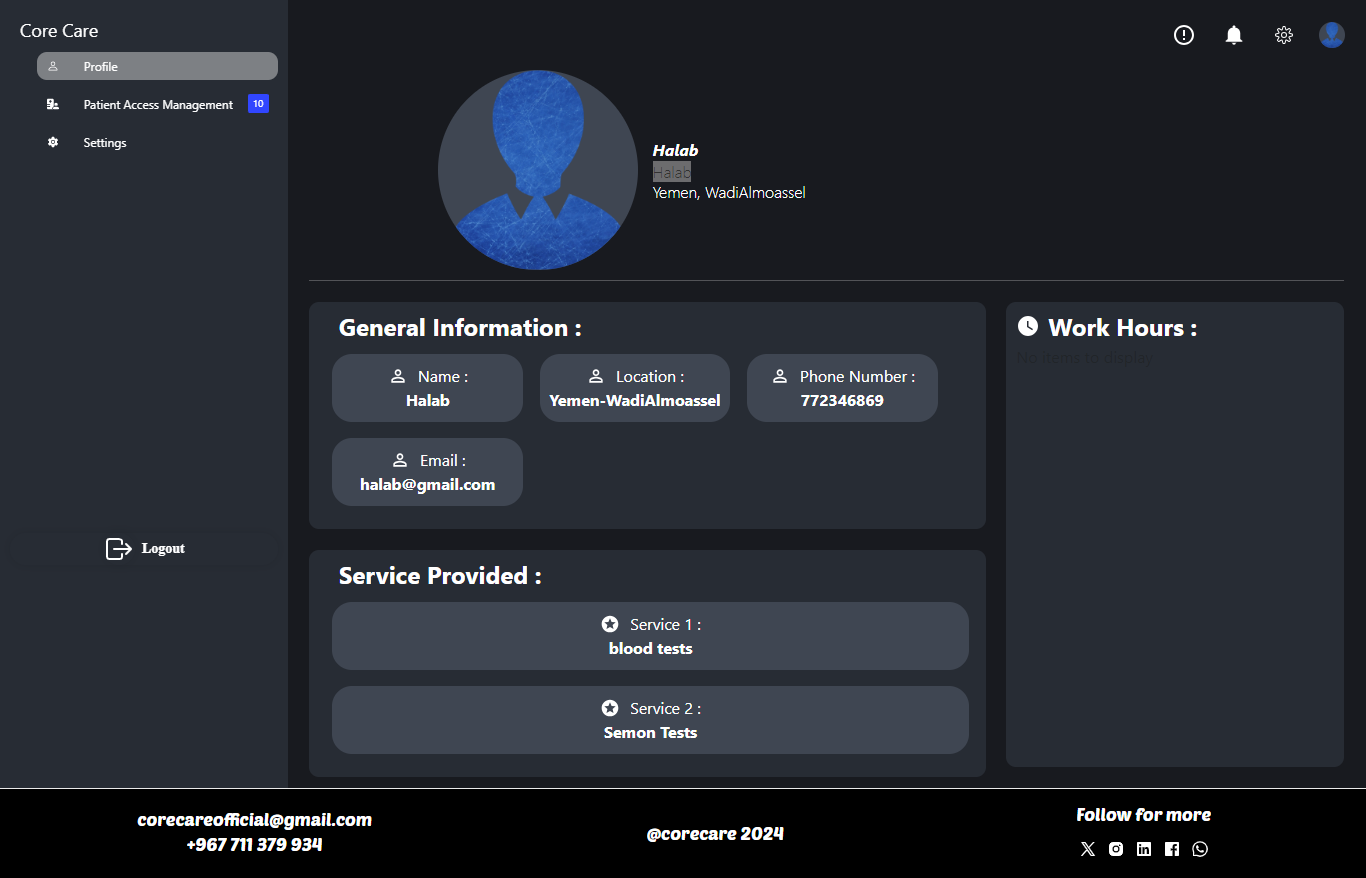 Core Care
Profile
Patient Access Management 10
Settings
Logout
Halab
Halab
Yemen, WadiAlmoassel
General Information :
Name :
Halab
Location :
Yemen-WadiAlmoassel
Phone Number :
772346869
Email :
halab@gmail.com
Service Provided :
Service 1 :
blood tests
Service 2 :
Semon Tests
Work Hours :
No items to display
corecareofficial@gmail.com
+967 711 379 934
@corecare 2024
Follow for more